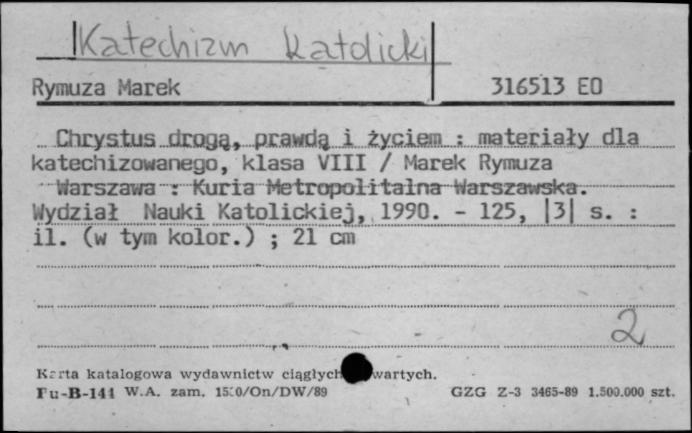 Katechizm katolicki
Rymuza Marek 316513 EO
Chrystus drogą, prawdą i życiem : materiały dla
katechizowanego, klasa VIII / Marek Rymuza
Warszawa : Kuria Metropolitalna Warszawska.
Wydział Nauki Katolickiej, 1990. - 125, |3| s. :
il. (w tym kolor.) ; 21 cm
2
Karta katalogowa wydawnictw ciągłych wartych.
Pu-B-141 W.A. zam. /On/DW/89 GZG Z-3 3465-89 1.500.000 szt.